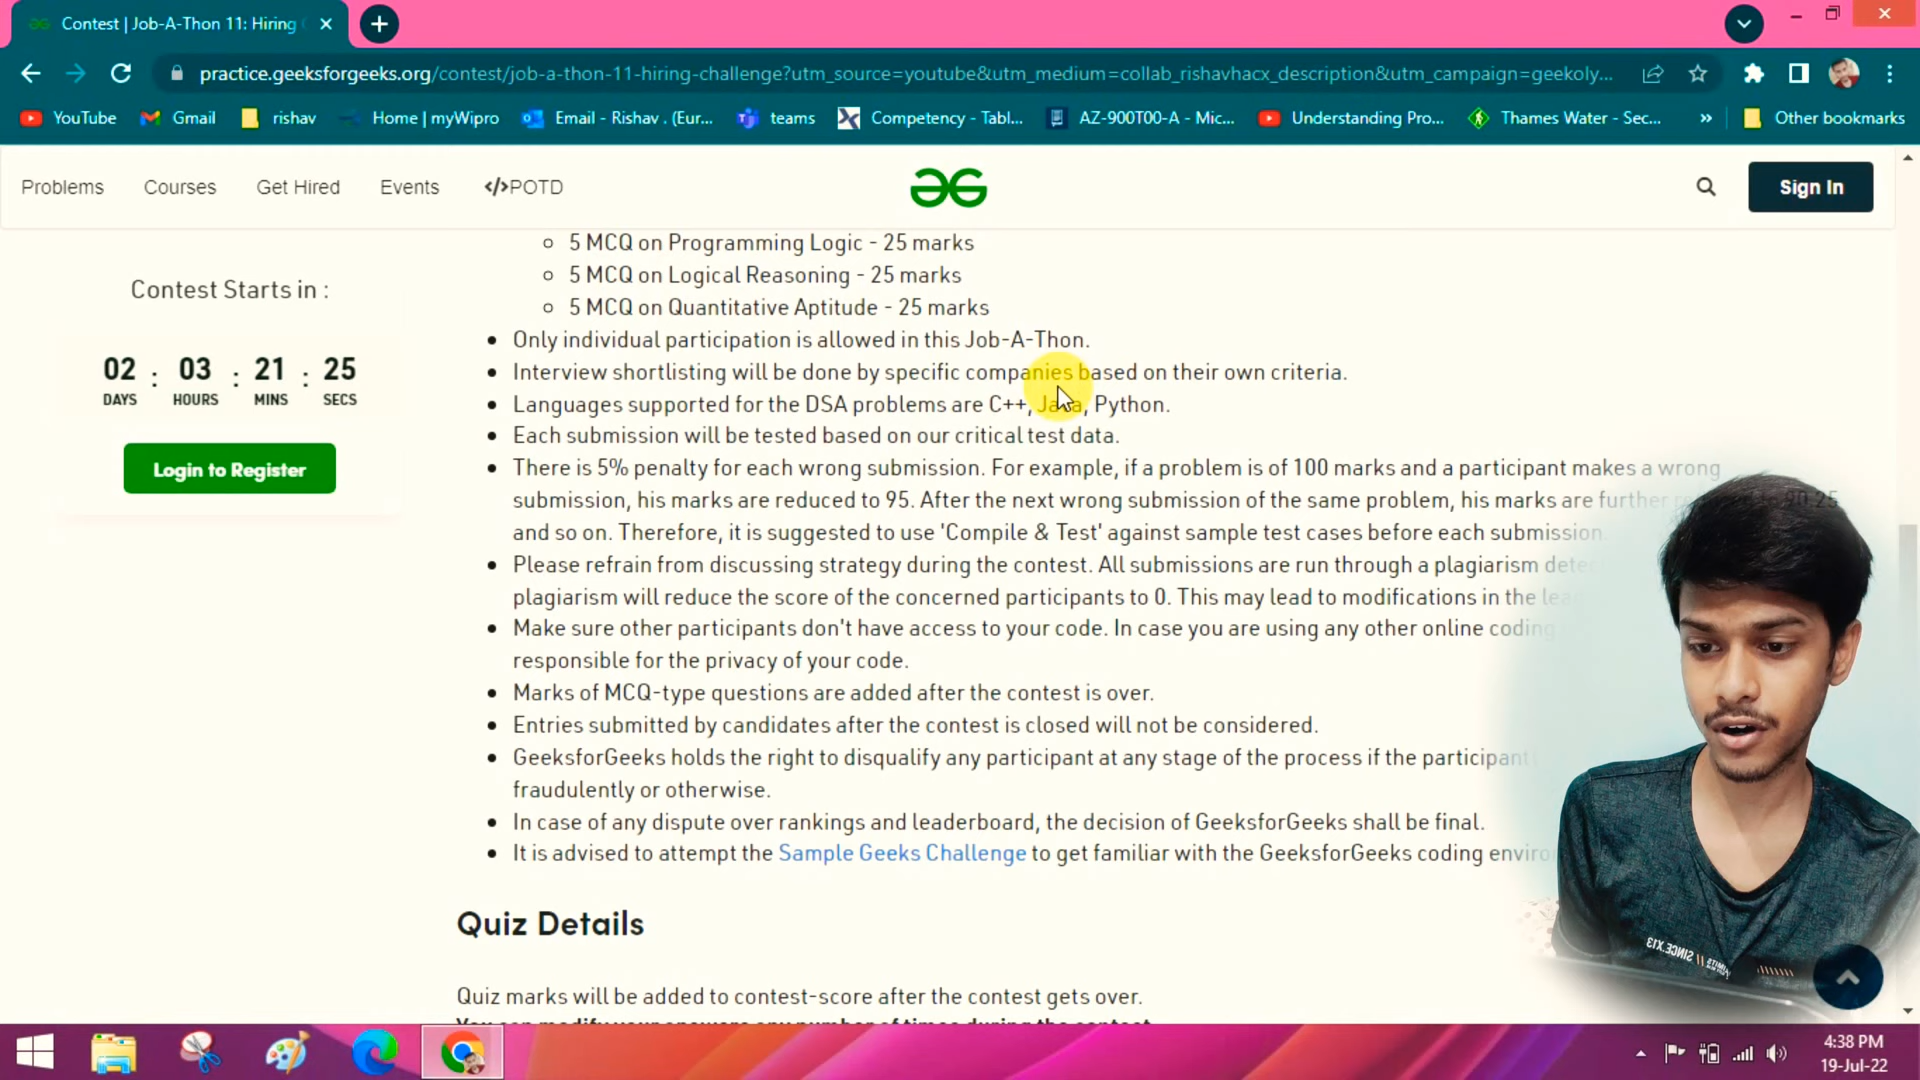 Contest | Job-A-Thon 11: Hiring
practice.geeksforgeeks.org/contest/job-a-thon-11-hiring-challenge?utm_source=youtube&utm_medium=collab_rishavhacx_description&utm_campaign=geekoly...
YouTube Gmail rishav Home | myWipro Email - Rishav . (Eur... teams Competency - Tabl... AZ-900T00-A - Mic... Understanding Pro... Thames Water - Sec... » Other bookmarks
Problems Courses Get Hired Events </>POTD Sign In
5 MCQ on Programming Logic - 25 marks
5 MCQ on Logical Reasoning - 25 marks
5 MCQ on Quantitative Aptitude - 25 marks
Contest Starts in :
02 : 03 : 21 : 25
DAYS HOURS MINS SECS
Login to Register
Only individual participation is allowed in this Job-A-Thon.
Interview shortlisting will be done by specific companies based on their own criteria.
Languages supported for the DSA problems are C++, Java, Python.
Each submission will be tested based on our critical test data.
There is 5% penalty for each wrong submission. For example, if a problem is of 100 marks and a participant makes a wrong
submission, his marks are reduced to 95. After the next wrong submission of the same problem, his marks are further to 90.25
and so on. Therefore, it is suggested to use 'Compile & Test' against sample test cases before each submission.
Please refrain from discussing strategy during the contest. All submissions are run through a plagiarism
plagiarism will reduce the score of the concerned participants to 0. This may lead to modifications in the
Make sure other participants don't have access to your code. In case you are using any other online coding
responsible for the privacy of your code.
Marks of MCQ-type questions are added after the contest is over.
Entries submitted by candidates after the contest is closed will not be considered.
GeeksforGeeks holds the right to disqualify any participant at any stage of the process if the participant
fraudulently or otherwise.
In case of any dispute over rankings and leaderboard, the decision of GeeksforGeeks shall be final.
It is advised to attempt the Sample Geeks Challenge to get familiar with the GeeksforGeeks coding
Quiz Details
Quiz marks will be added to contest-score after the contest gets over.
You can modify your answers any number of times during the contest.
4:38 PM
19-Jul-22